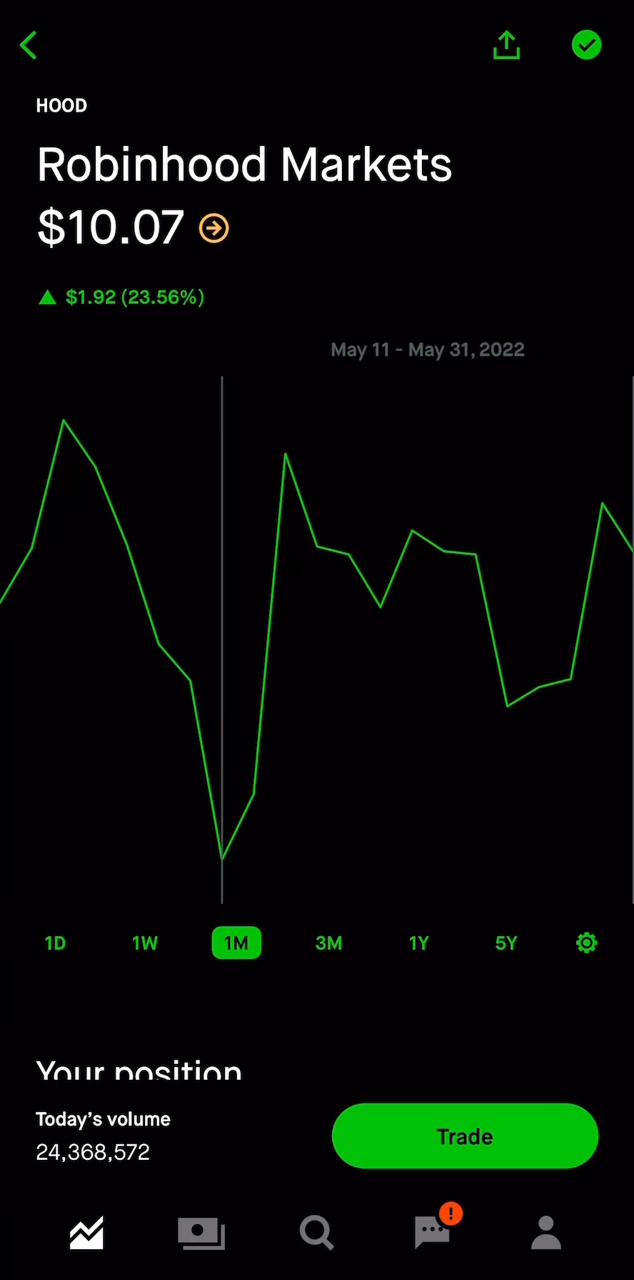 HOOD
Robinhood Markets
$10.07
$1.92 (23.56%)
May 11 - May 31, 2022
1D 1W 1M 3M 1Y 5Y
Your position
Today's volume
24,368,572
Trade
!